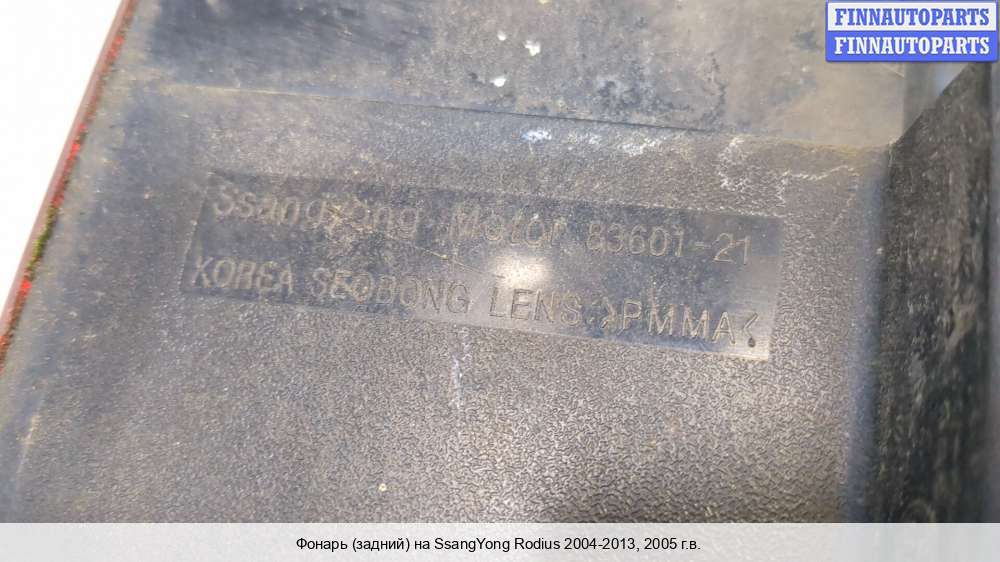 FINNAUTOPARTS
FINNAUTOPARTS
SsangYong Motor 83601-21
KOREA SEODONG LENS:>PMMA<
Фонарь (задний) на SsangYong Rodius 2004-2013, 2005 г.в.